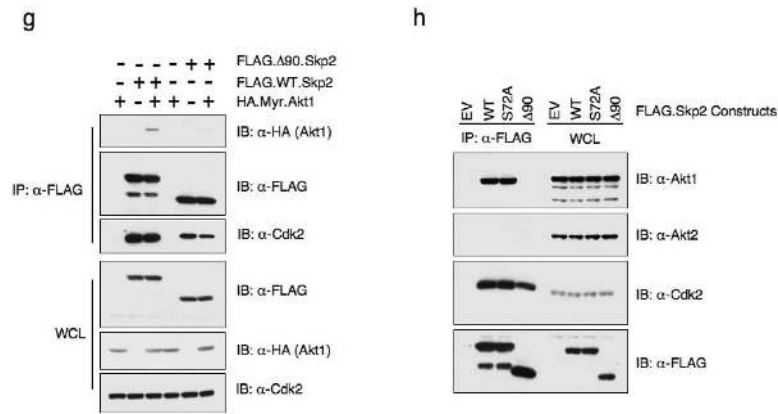 g
- - - - + + FLAG.Δ90.Skp2
- + + - - - FLAG.WT.Skp2
+ - + + - + HA.Myr.Akt1
IP: α-FLAG
IB: α-HA (Akt1)
IB: α-FLAG
IB: α-Cdk2
WCL
IB: α-FLAG
IB: α-HA (Akt1)
IB: α-Cdk2
h
EV WT S72A Δ90 EV WT S72A Δ90 FLAG.Skp2 Constructs
IP: α-FLAG WCL
IB: α-Akt1
IB: α-Akt2
IB: α-Cdk2
IB: α-FLAG